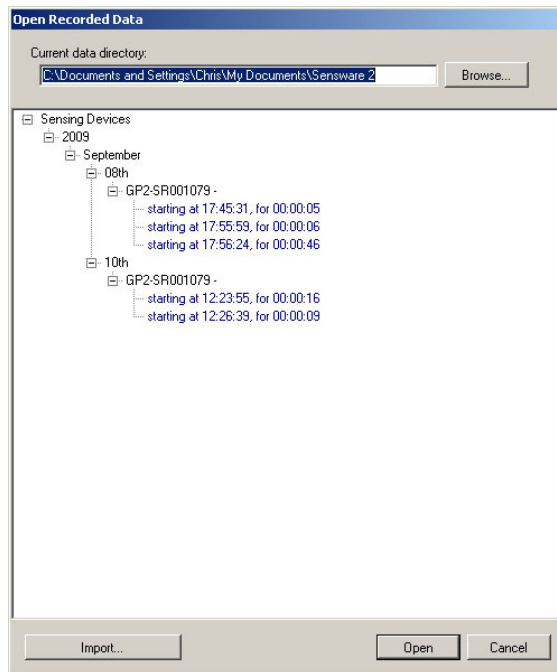 Open Recorded Data
Current data directory:
C:\Documents and Settings\Chris\My Documents\Sensware 2
Browse...
Sensing Devices
2009
September
08th
GP2-SR001079 -
starting at 17:45:31, for 00:00:05
starting at 17:55:59, for 00:00:06
starting at 17:56:24, for 00:00:46
10th
GP2-SR001079 -
starting at 12:23:55, for 00:00:16
starting at 12:26:39, for 00:00:09
Import...
Open
Cancel